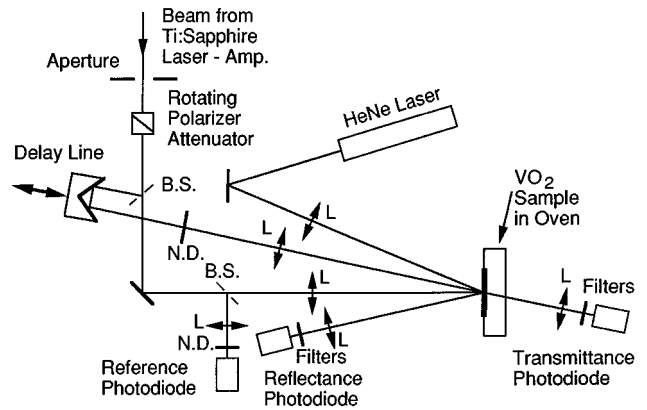 Beam from
Ti:Sapphire
Laser - Amp.
Aperture
Rotating
Polarizer
Attenuator
HeNe Laser
Delay Line
B.S.
VO2
Sample
in Oven
L
L
N.D.
B.S.
L
L
Filters
L
N.D.
L
Filters
Reference
Photodiode
Reflectance
Photodiode
Transmittance
Photodiode